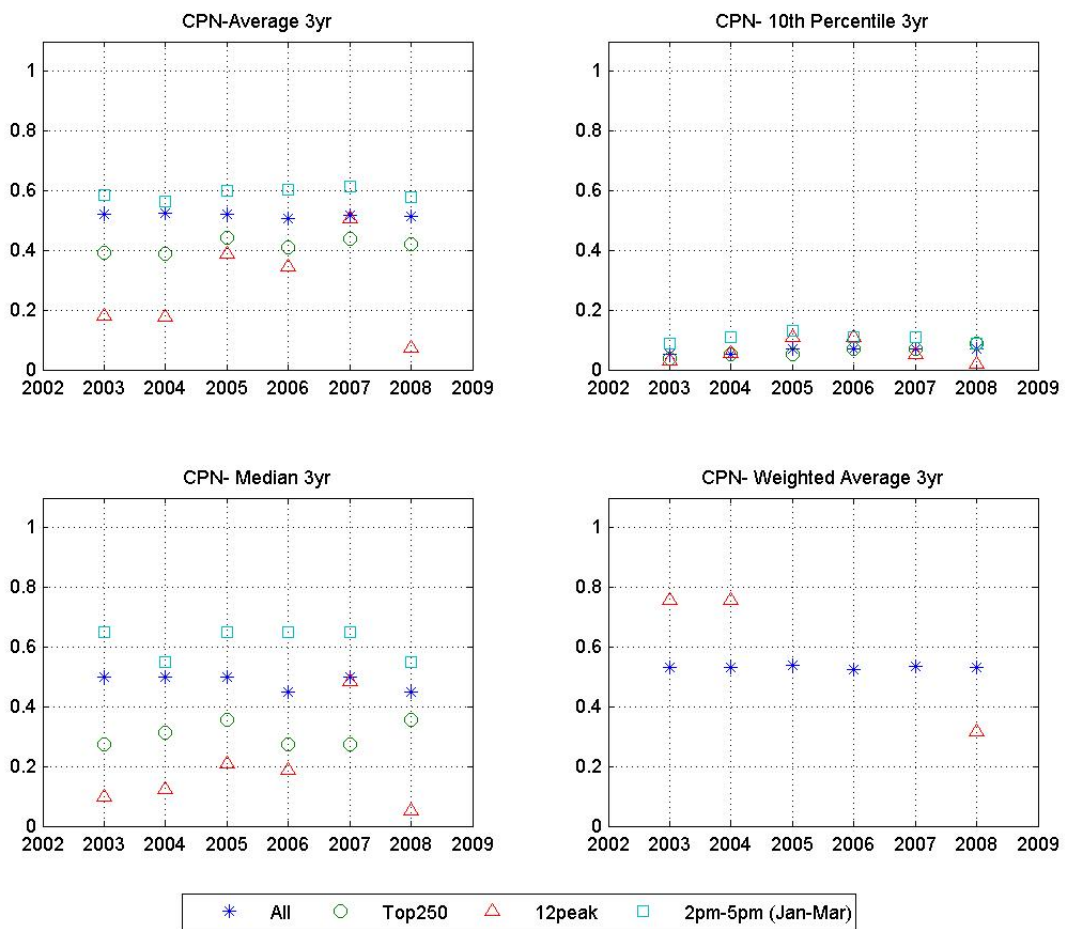 CPN-Average 3yr
1
0.8
0.6
0.4
0.2
0
2002 2003 2004 2005 2006 2007 2008 2009
CPN- 10th Percentile 3yr
1
0.8
0.6
0.4
0.2
0
2002 2003 2004 2005 2006 2007 2008 2009
CPN- Median 3yr
1
0.8
0.6
0.4
0.2
0
2002 2003 2004 2005 2006 2007 2008 2009
CPN- Weighted Average 3yr
1
0.8
0.6
0.4
0.2
0
2002 2003 2004 2005 2006 2007 2008 2009
All Top250 12peak 2pm-5pm (Jan-Mar)